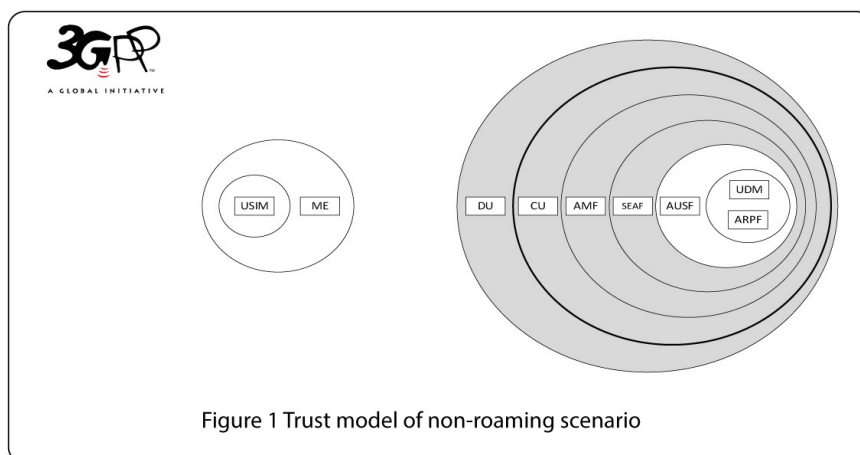 3GPP™
A GLOBAL INITIATIVE
USIM
ME
DU
CU
AMF
SEAF
AUSF
UDM
ARPF
Figure 1 Trust model of non-roaming scenario